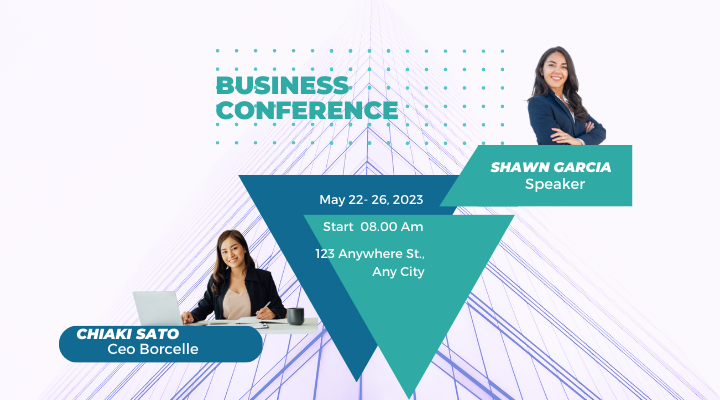 BUSINESS
CONFERENCE
SHAWN GARCIA
Speaker
May 22- 26, 2023
Start 08.00 Am
123 Anywhere St.,
Any City
CHIAKI SATO
Ceo Borcelle